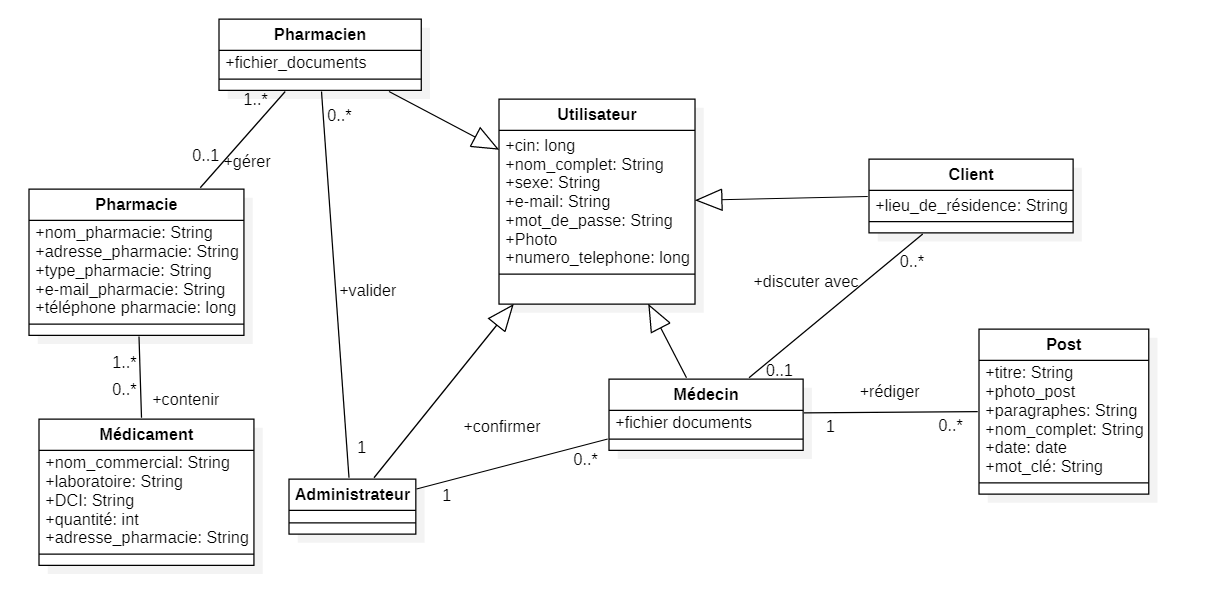 Pharmacien
+fichier_documents
1..*
0..*
0..1
+gérer
Utilisateur
+cin: long
+nom_complet: String
+sexe: String
+e-mail: String
+mot_de_passe: String
+Photo
+numero_telephone: long
Client
+lieu_de_résidence: String
0..*
Pharmacie
+nom_pharmacie: String
+adresse_pharmacie: String
+type_pharmacie: String
+e-mail_pharmacie: String
+téléphone pharmacie: long
+valider
+discuter avec
0..1
1..*
0..*
+contenir
Médicament
+nom_commercial: String
+laboratoire: String
+DCI: String
+quantité: int
+adresse_pharmacie: String
1
Administrateur
1
+confirmer
0..*
Médecin
+fichier documents
1
+rédiger
0..*
Post
+titre: String
+photo_post
+paragraphes: String
+nom_complet: String
+date: date
+mot_clé: String